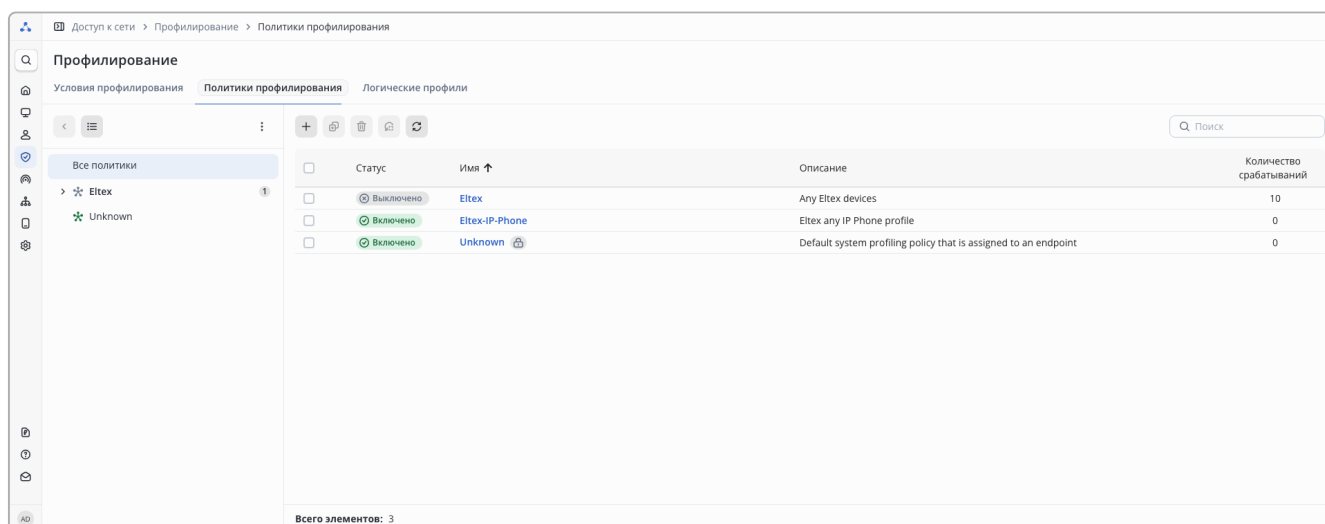 Доступ к сети > Профилирование > Политики профилирования
Профилирование
Условия профилирования Политики профилирования Логические профили
Поиск
Все политики
Eltex 1
Unknown
Статус Имя Описание Количество срабатываний
Выключено Eltex Any Eltex devices 10
Включено Eltex-IP-Phone Eltex any IP Phone profile 0
Включено Unknown Default system profiling policy that is assigned to an endpoint 0
AD
Всего элементов: 3